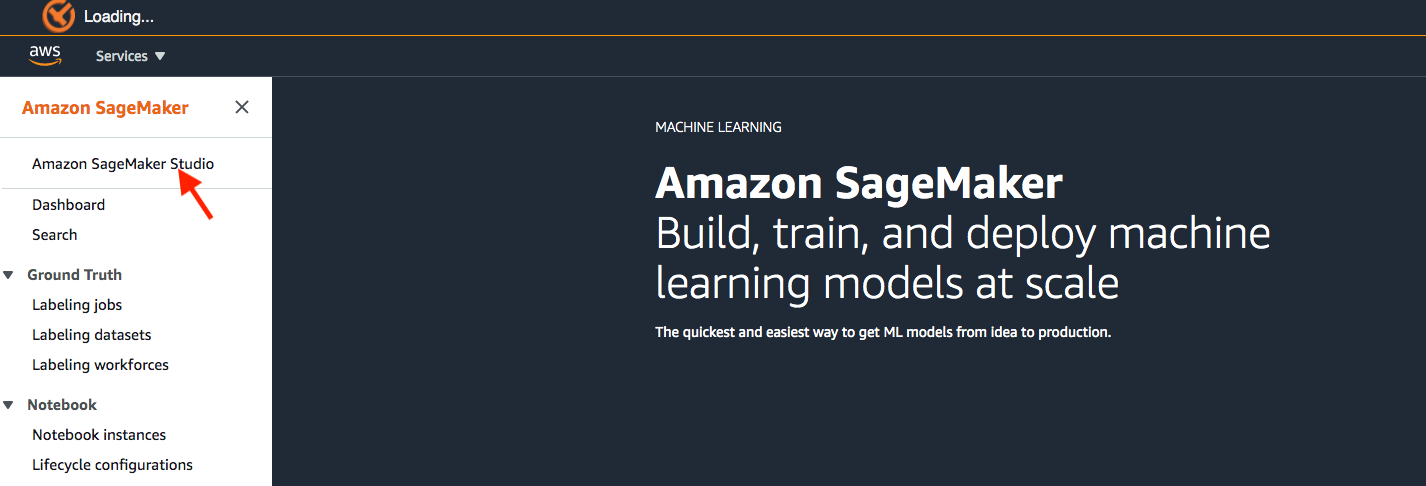 Loading...
aws
Services
Amazon SageMaker
Amazon SageMaker Studio
Dashboard
Search
Ground Truth
Labeling jobs
Labeling datasets
Labeling workforces
Notebook
Notebook instances
Lifecycle configurations
MACHINE LEARNING
Amazon SageMaker
Build, train, and deploy machine
learning models at scale
The quickest and easiest way to get ML models from idea to production.